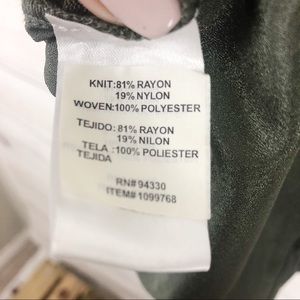 KNIT:81% RAYON
19% NYLON
WOVEN:100% POLYESTER
TEJIDO:81% RAYON
19% NILON
TELA :100% POLIESTER
TEJIDA
RN# 94330
ITEM# 1099768